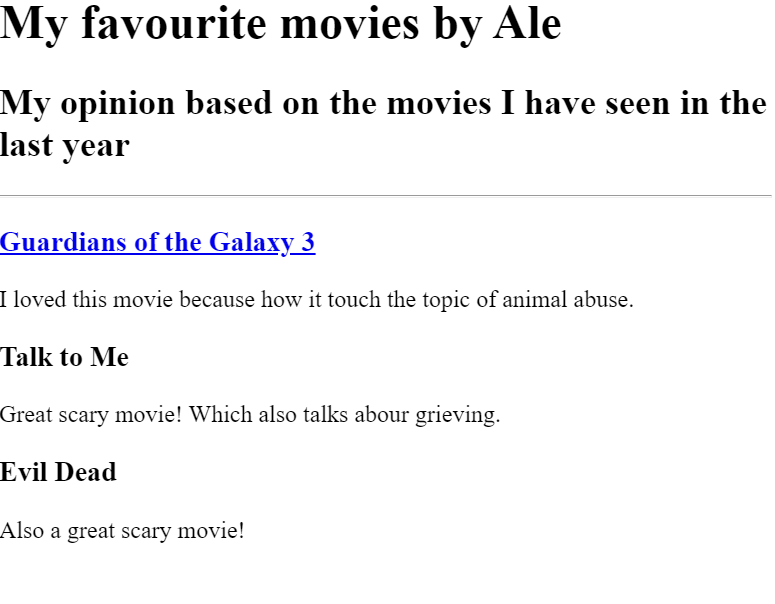 My favourite movies by Ale
My opinion based on the movies I have seen in the
last year
Guardians of the Galaxy 3
I loved this movie because how it touch the topic of animal abuse.
Talk to Me
Great scary movie! Which also talks abour grieving.
Evil Dead
Also a great scary movie!